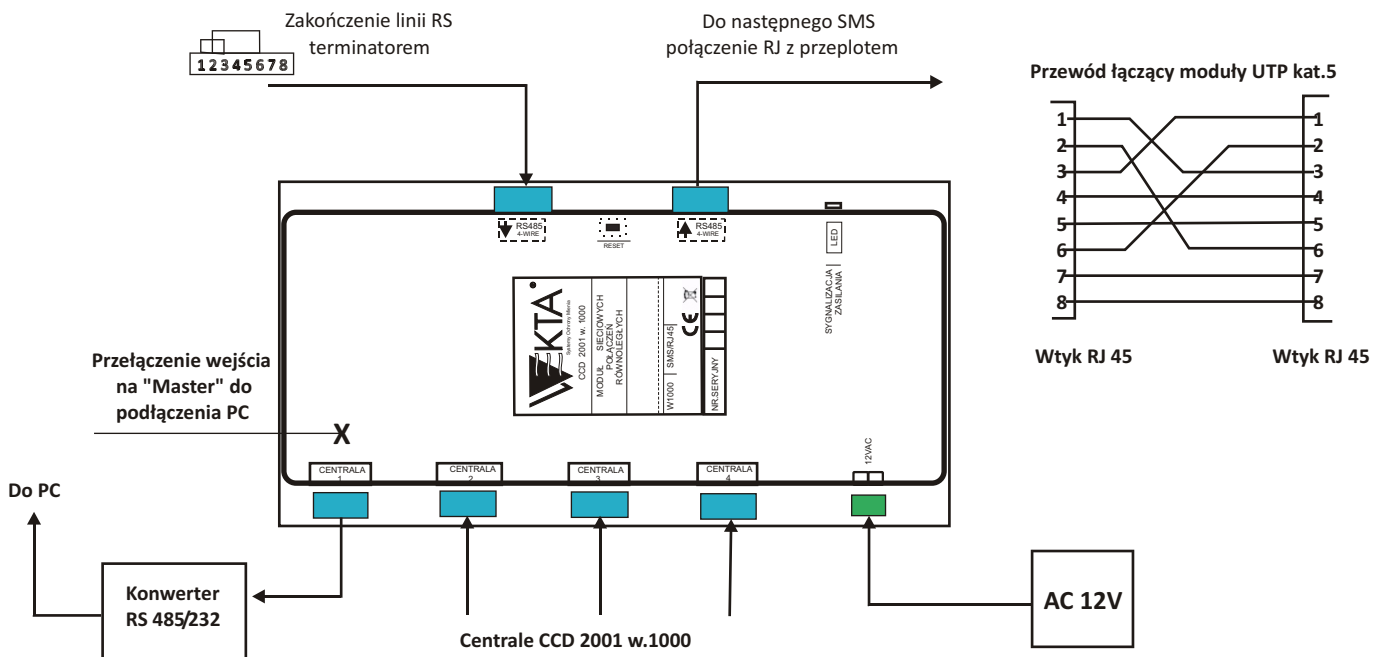 Zakończenie linii RS
terminatorem
12345678
Do następnego SMS
połączenie RJ z przeplotem
Przewód łączący moduły UTP kat.5
1 1
2 2
3 3
4 4
5 5
6 6
7 7
8 8
Wtyk RJ 45 Wtyk RJ 45
RS485
4-WIRE
RESET
RS485
4-WIRE
LED
SYGNALIZACJA
ZASILANIA
WEKTA
Systemy Ochrony Mienia
CCD 2001 w. 1000
MODUŁ SIECIOWYCH
POŁĄCZEŃ
RÓWNOLEGŁYCH
W1000 SMS/RJ45
CE
NR.SERYJNY
Przełączenie wejścia
na "Master" do
podłączenia PC
X
CENTRALA
1
CENTRALA
2
CENTRALA
3
CENTRALA
4
12VAC
Do PC
Konwerter
RS 485/232
Centrale CCD 2001 w.1000
AC 12V